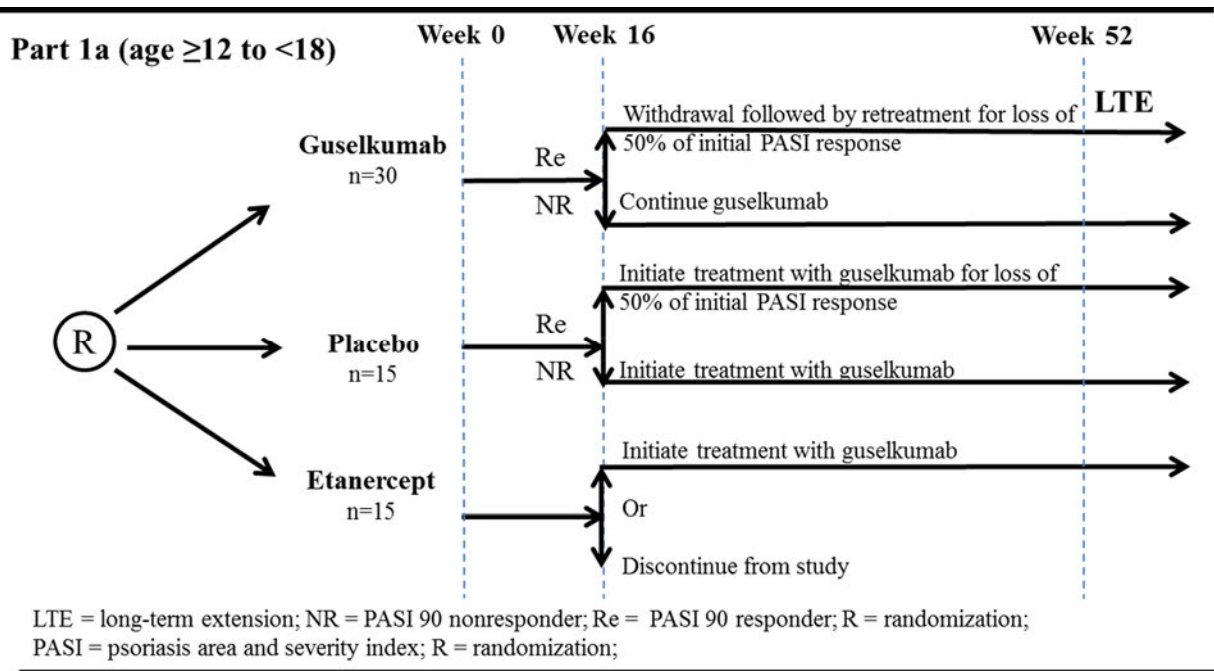 Part 1a (age ≥12 to <18)
Week 0
Week 16
Week 52
LTE
Withdrawal followed by retreatment for loss of
50% of initial PASI response
Guselkumab
n=30
Re
NR
Continue guselkumab
Initiate treatment with guselkumab for loss of
50% of initial PASI response
R
Placebo
n=15
Re
NR
Initiate treatment with guselkumab
Initiate treatment with guselkumab
Etanercept
n=15
Or
Discontinue from study
LTE = long-term extension; NR = PASI 90 nonresponder; Re = PASI 90 responder; R = randomization;
PASI = psoriasis area and severity index; R = randomization;